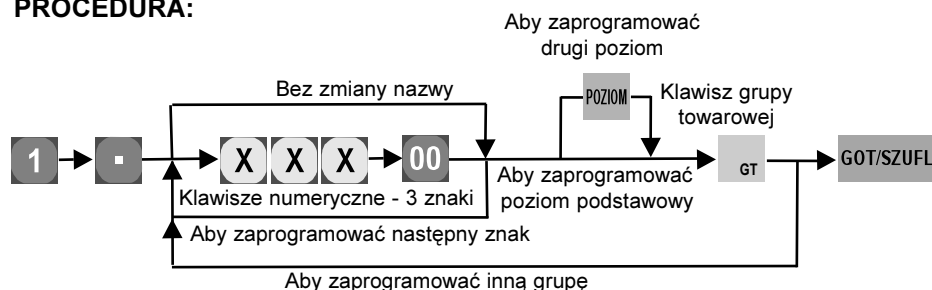 PROCEDURA:
Aby zaprogramować
drugi poziom
Bez zmiany nazwy
POZIOM
Klawisz grupy
towarowej
1 ▪ X X X 00 GT GOT/SZUFL
Klawisze numeryczne - 3 znaki
Aby zaprogramować
poziom podstawowy
Aby zaprogramować następny znak
Aby zaprogramować inną grupę